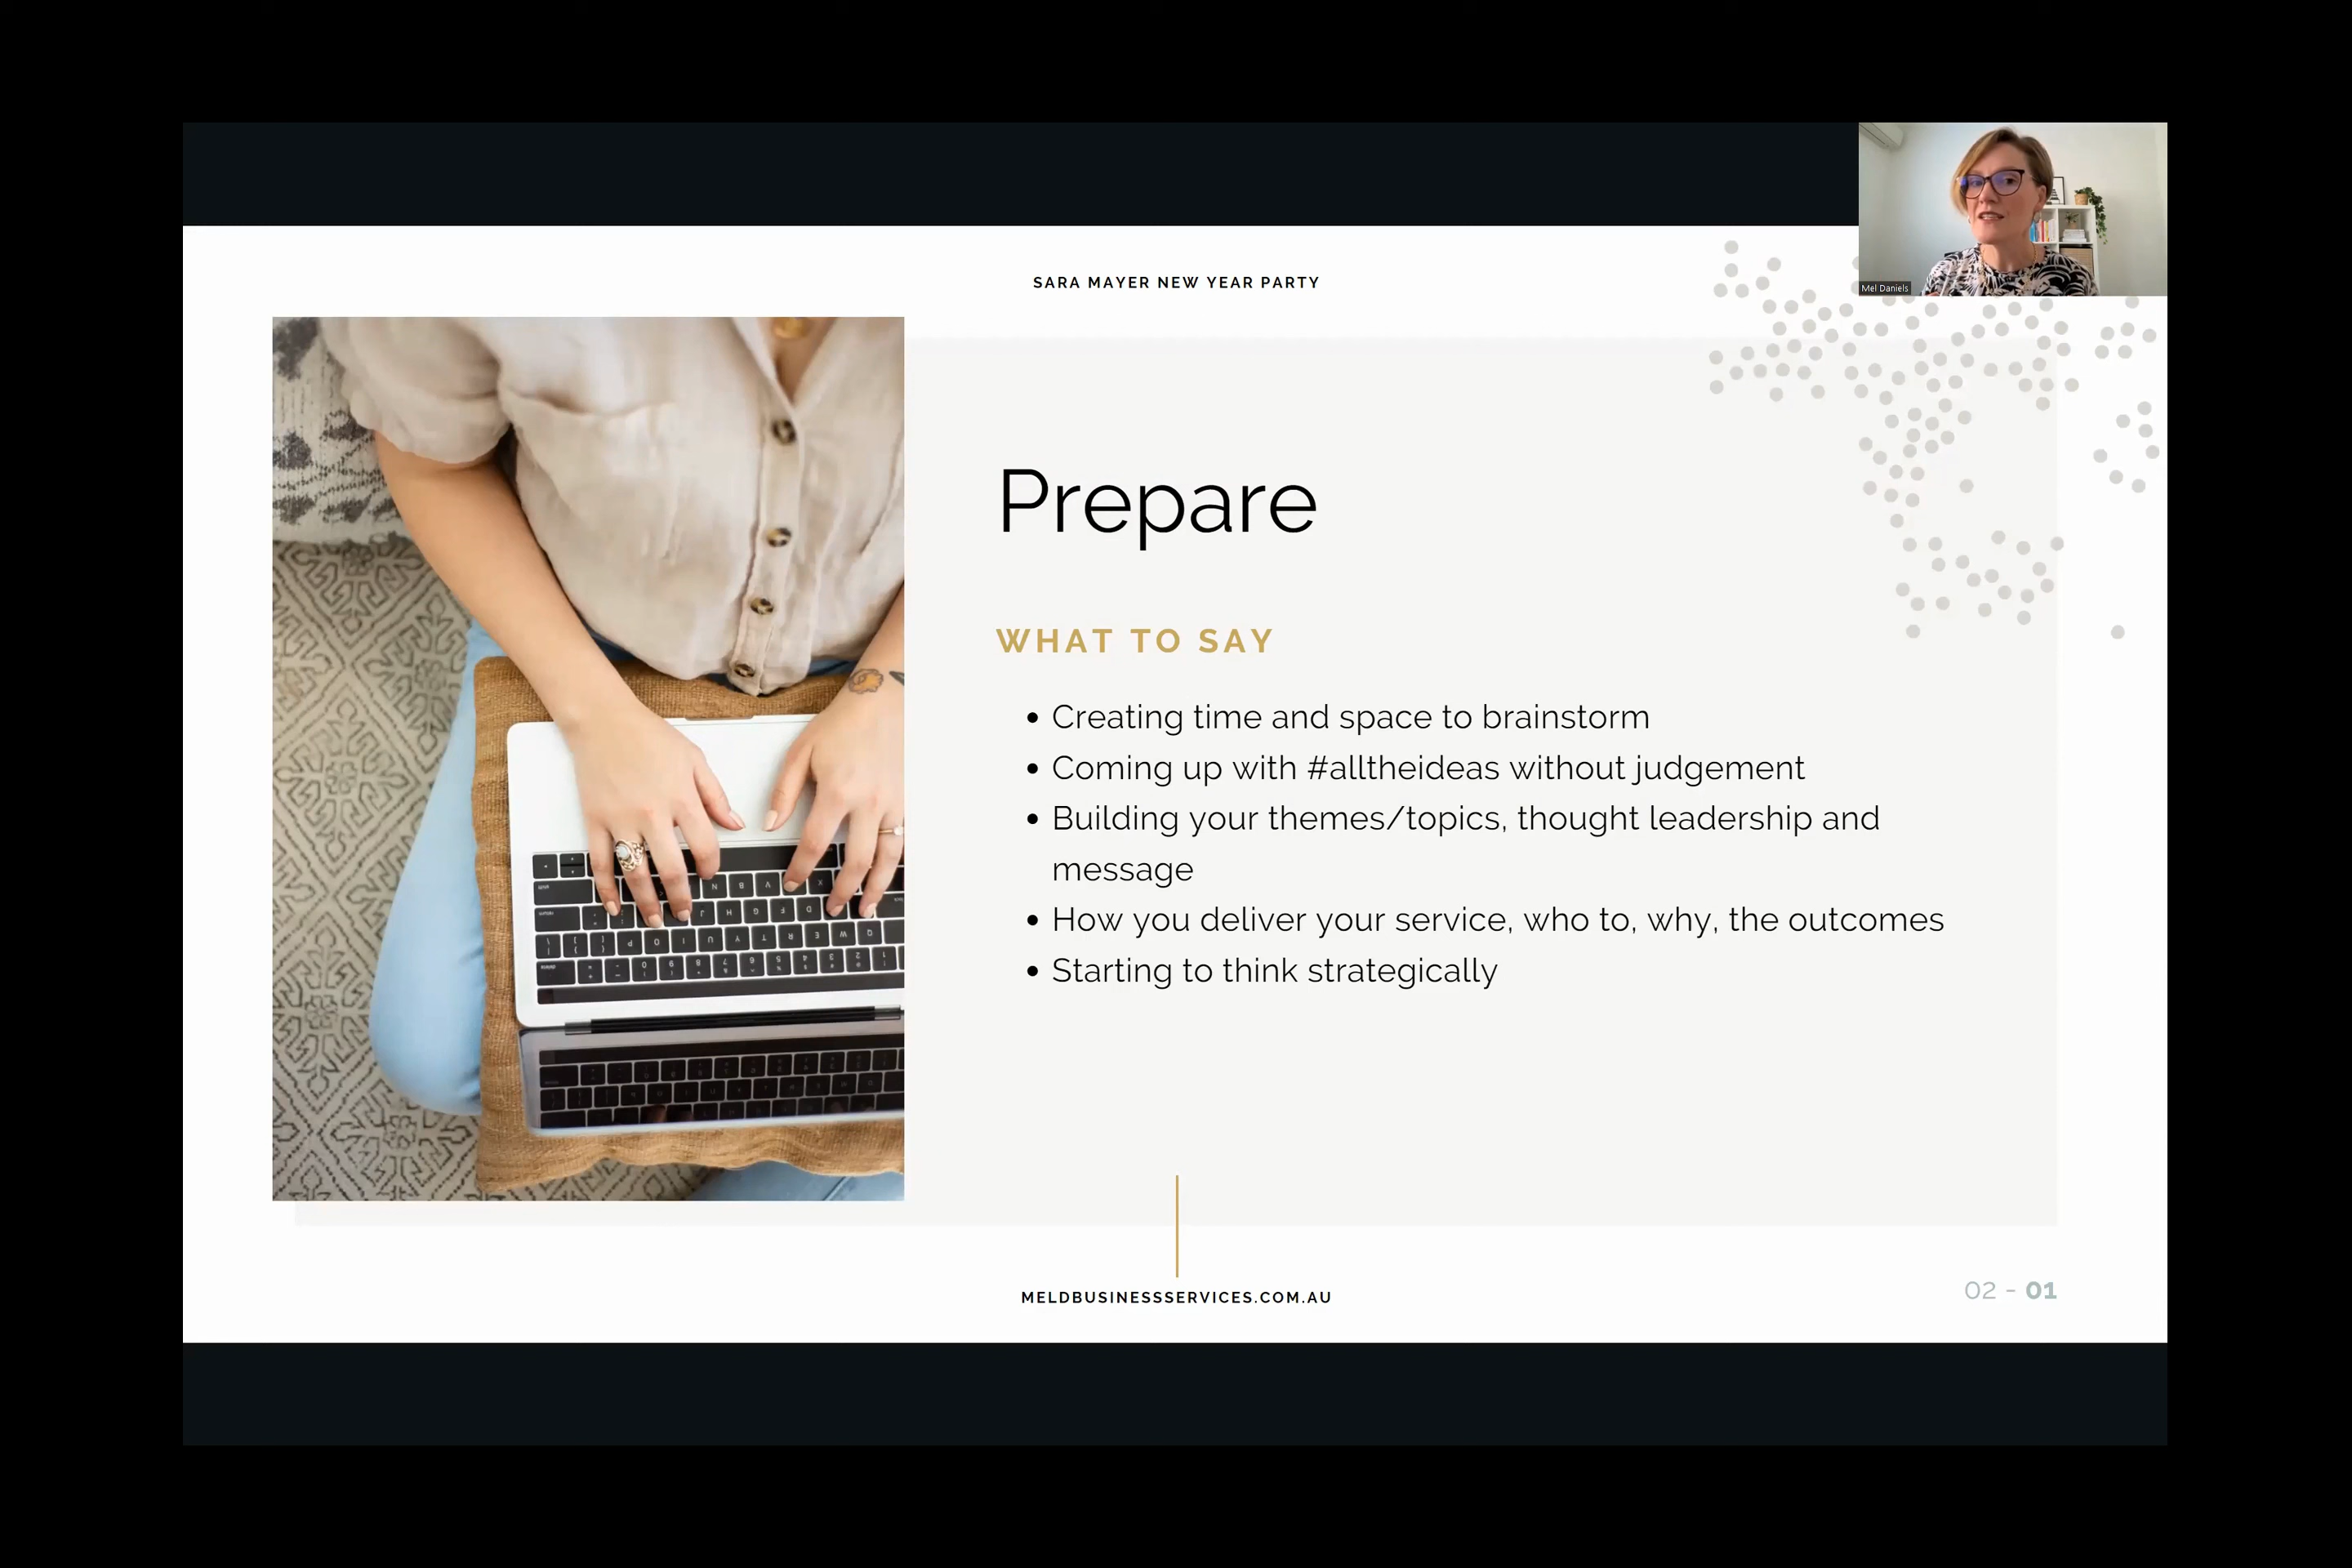 Mel Daniels
SARA MAYER NEW YEAR PARTY
Prepare
WHAT TO SAY
• Creating time and space to brainstorm
• Coming up with #alltheideas without judgement
• Building your themes/topics, thought leadership and
message
• How you deliver your service, who to, why, the outcomes
• Starting to think strategically
MELDBUSINESSSERVICES.COM.AU
02 - 01